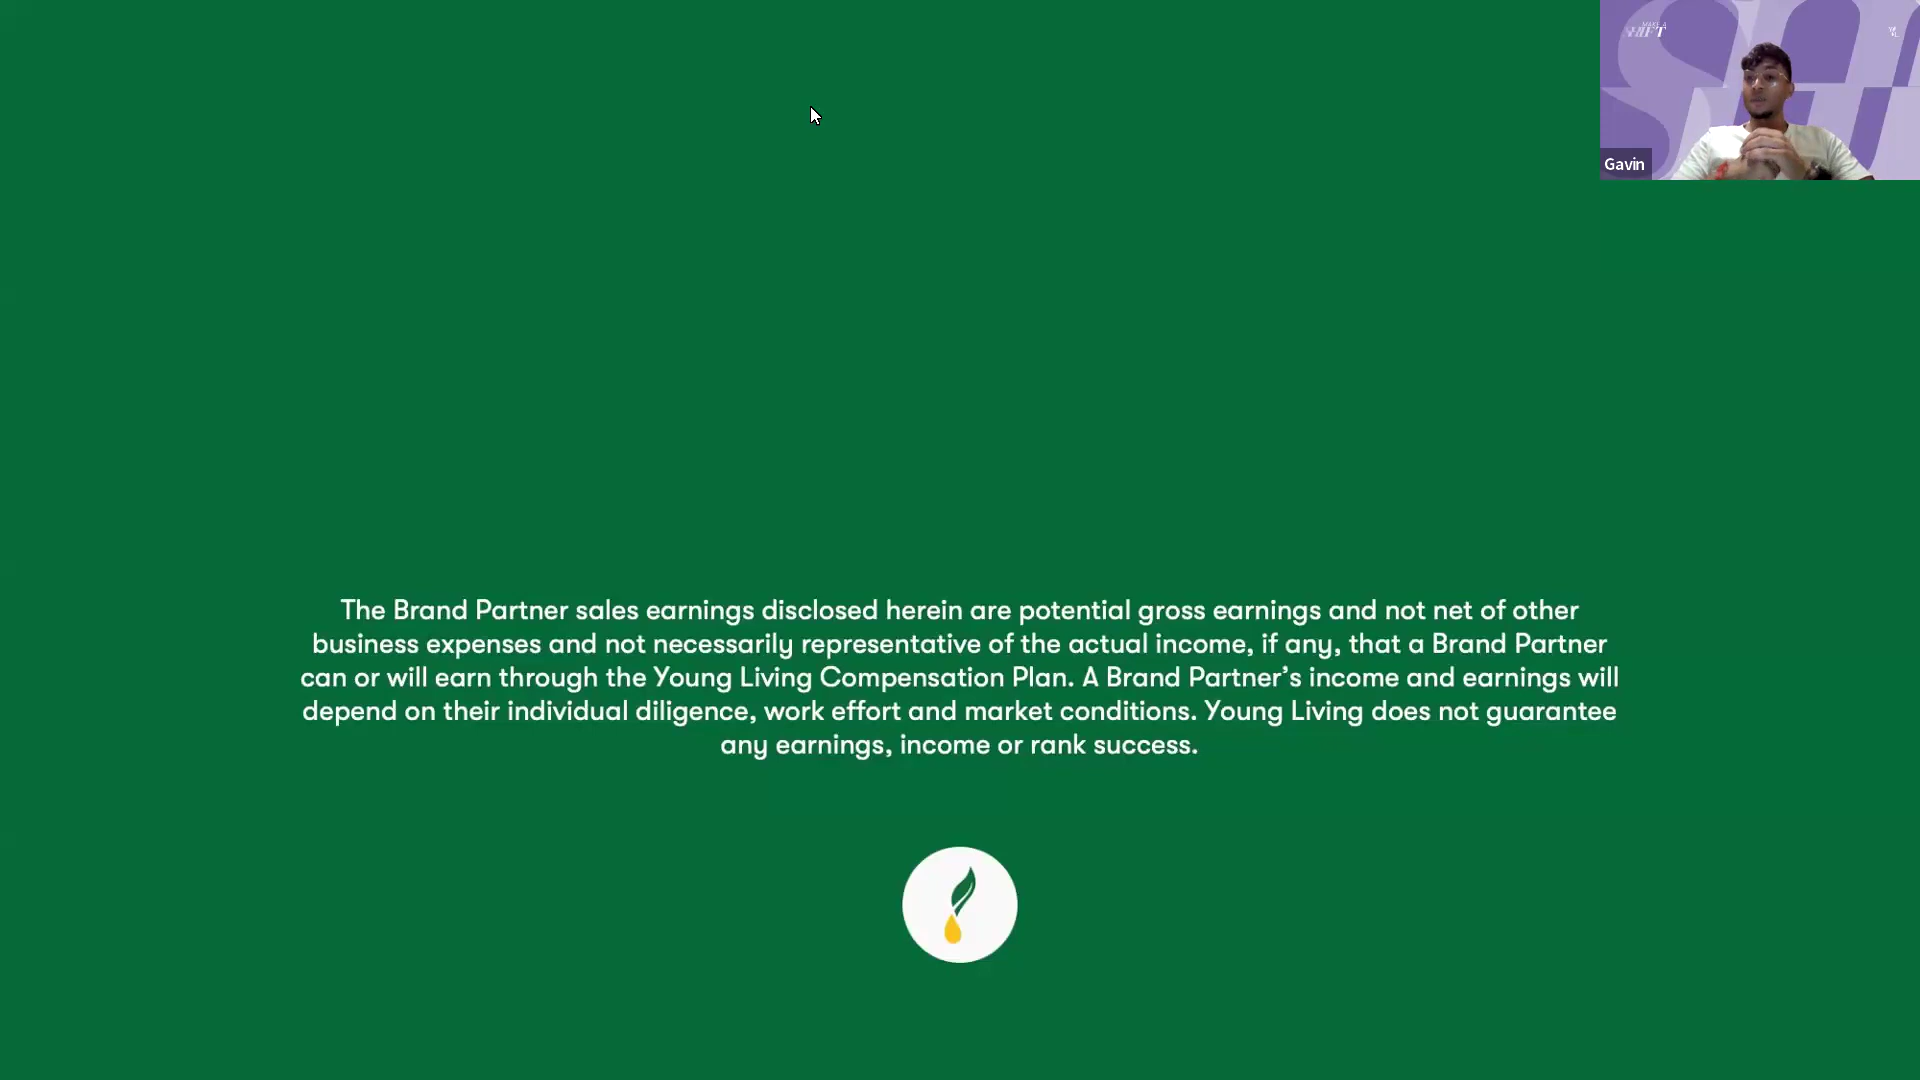 MAKE A
SHIFT
YL
Gavin
The Brand Partner sales earnings disclosed herein are potential gross earnings and not net of other
business expenses and not necessarily representative of the actual income, if any, that a Brand Partner
can or will earn through the Young Living Compensation Plan. A Brand Partner’s income and earnings will
depend on their individual diligence, work effort and market conditions. Young Living does not guarantee
any earnings, income or rank success.